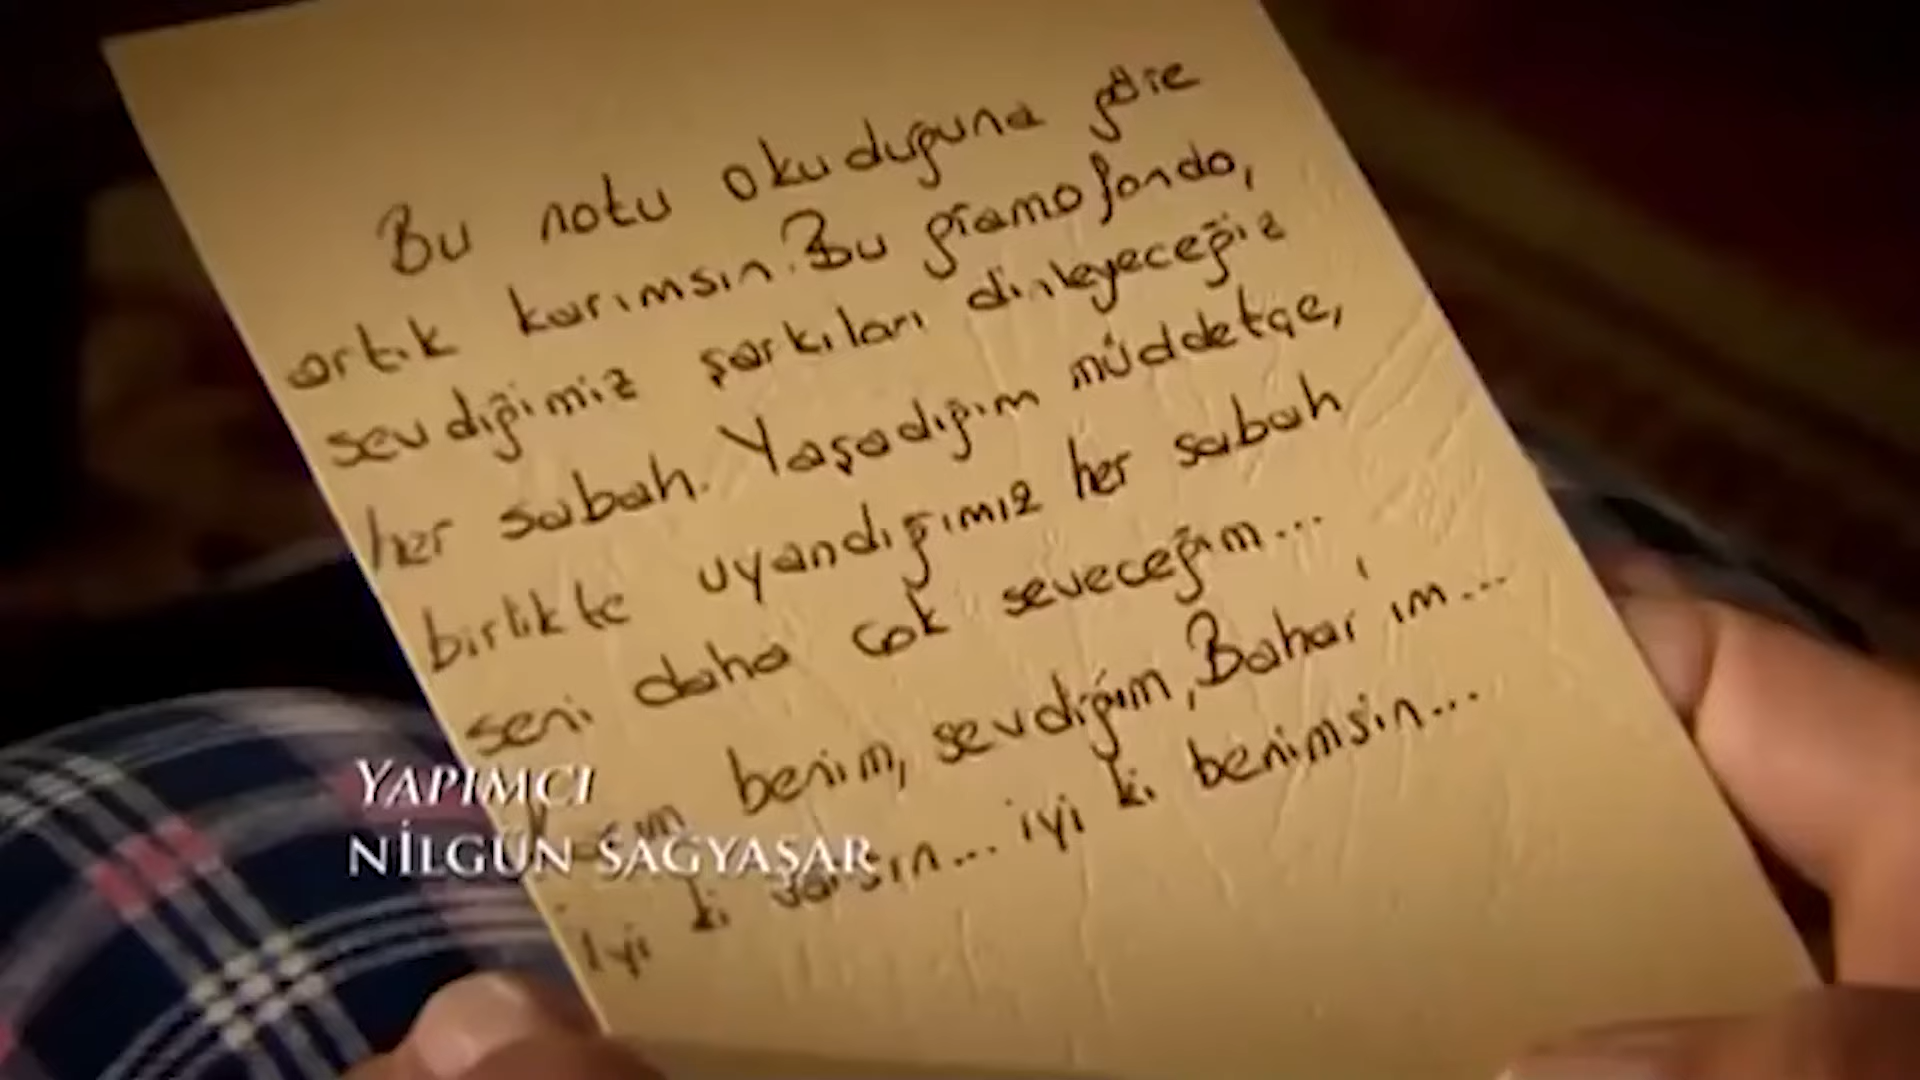 Bu notu okuduğuna göre
artık karımsın. Bu gramofonda,
sevdiğimiz şarkıları dinleyeceğiz
her sabah. Yaşadığım müddetçe,
birlikte uyandığımız her sabah
seni daha çok seveceğim...
benim, sevdiğim, Bahar'ım...
iyi ki varsın... iyi ki benimsin...
YAPIMCI
NİLGÜN SAĞYAŞAR